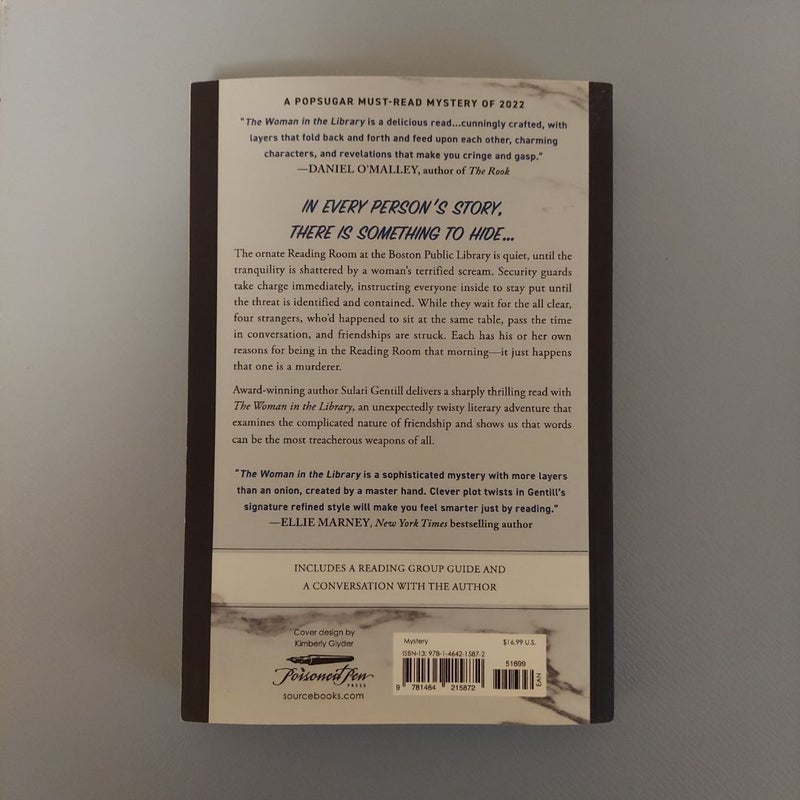 A POPSUGAR MUST-READ MYSTERY OF 2022
"The Woman in the Library is a delicious read...cunningly crafted, with
layers that fold back and forth and feed upon each other, charming
characters, and revelations that make you cringe and gasp."
—DANIEL O'MALLEY, author of The Rook
IN EVERY PERSON'S STORY,
THERE IS SOMETHING TO HIDE...
The ornate Reading Room at the Boston Public Library is quiet, until the
tranquility is shattered by a woman's terrified scream. Security guards
take charge immediately, instructing everyone inside to stay put until
the threat is identified and contained. While they wait for the all clear,
four strangers, who'd happened to sit at the same table, pass the time
in conversation, and friendships are struck. Each has his or her own
reasons for being in the Reading Room that morning—it just happens
that one is a murderer.
Award-winning author Sulari Gentill delivers a sharply thrilling read with
The Woman in the Library, an unexpectedly twisty literary adventure that
examines the complicated nature of friendship and shows us that words
can be the most treacherous weapons of all.
"The Woman in the Library is a sophisticated mystery with more layers
than an onion, created by a master hand. Clever plot twists in Gentill's
signature refined style will make you feel smarter just by reading."
—ELLIE MARNEY, New York Times bestselling author
INCLUDES A READING GROUP GUIDE AND
A CONVERSATION WITH THE AUTHOR
Cover design by
Kimberly Glyder
Poisoned Pen
PRESS
sourcebooks.com
Mystery $16.99 U.S.
ISBN-13: 978-1-4642-1587-2
51699
9 781464 215872
EAN